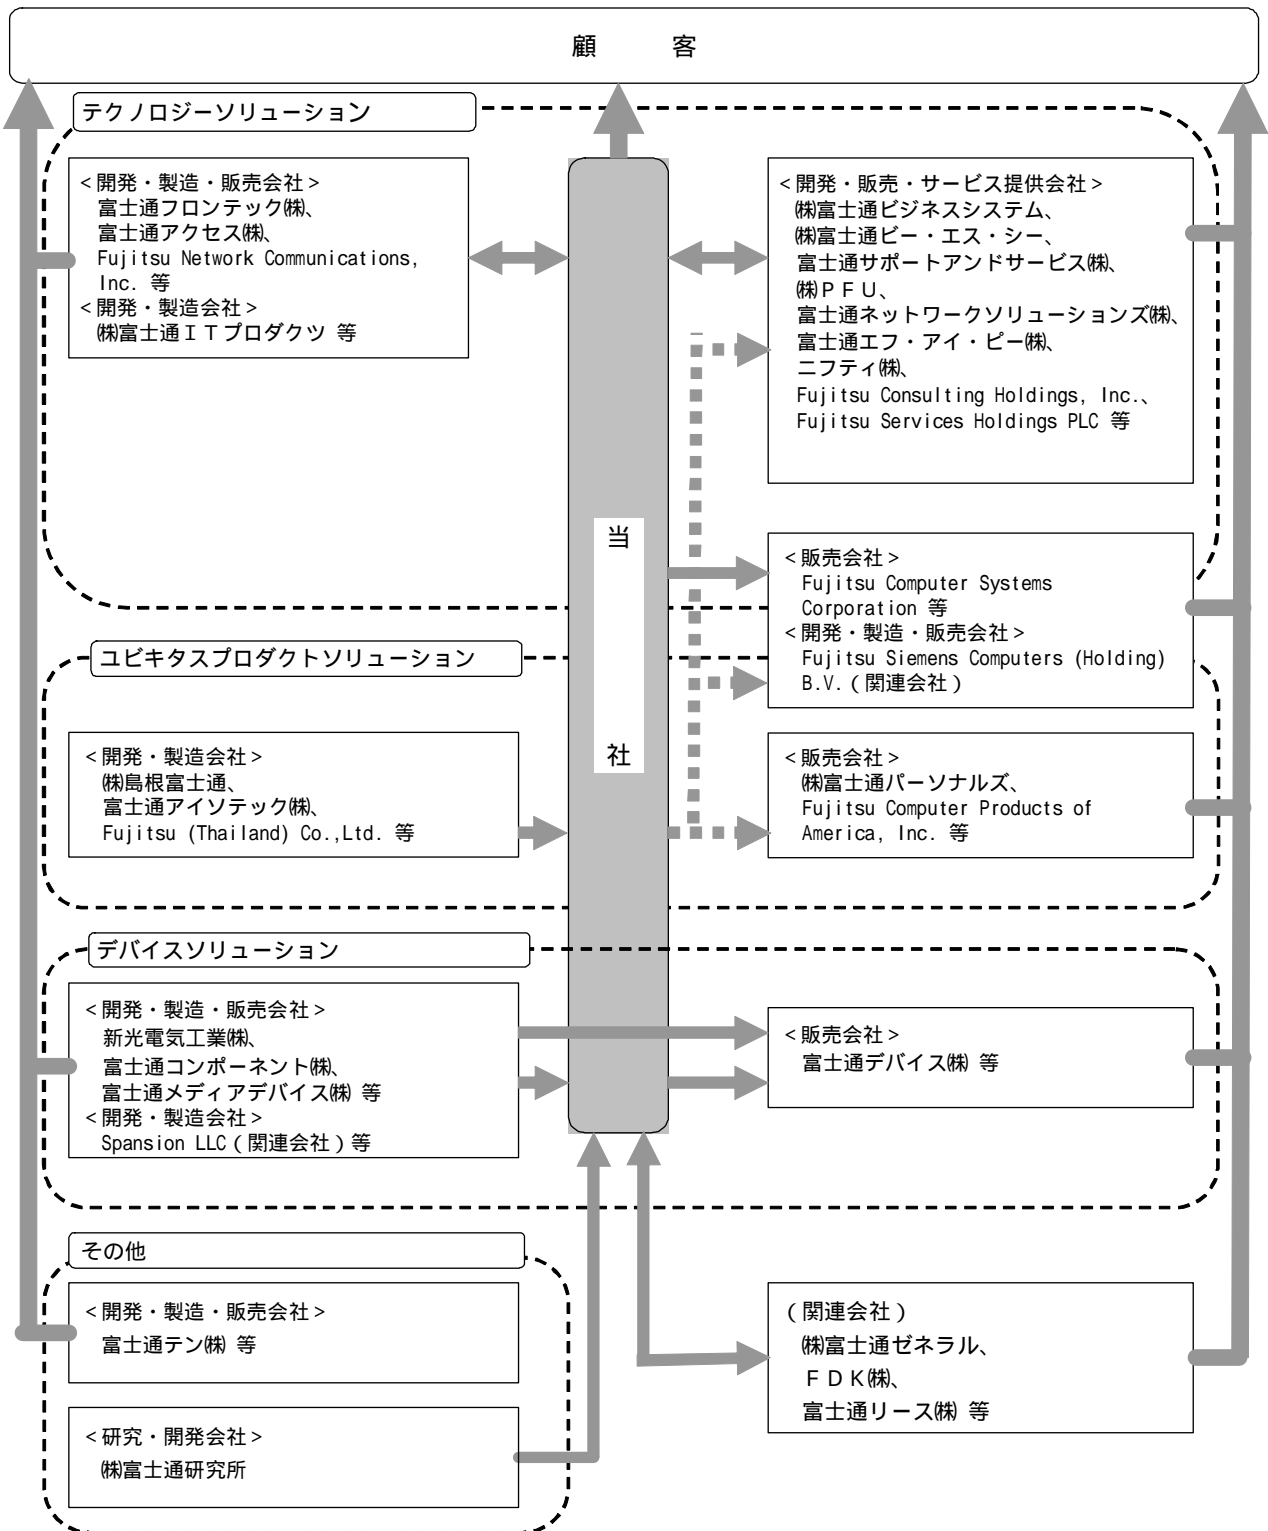 顧　　　客
テクノロジーソリューション
<開発・製造・販売会社>
富士通フロンテック㈱、
富士通アクセス㈱、
Fujitsu Network Communications,
Inc. 等
<開発・製造会社>
㈱富士通ＩＴプロダクツ 等
<開発・販売・サービス提供会社>
㈱富士通ビジネスシステム、
㈱富士通ビー・エス・シー、
富士通サポートアンドサービス㈱、
㈱ＰＦＵ、
富士通ネットワークソリューションズ㈱、
富士通エフ・アイ・ピー㈱、
ニフティ㈱、
Fujitsu Consulting Holdings, Inc.、
Fujitsu Services Holdings PLC 等
当
社
<販売会社>
Fujitsu Computer Systems
Corporation 等
<開発・製造・販売会社>
Fujitsu Siemens Computers (Holding)
B.V.（関連会社）
ユビキタスプロダクトソリューション
<開発・製造会社>
㈱島根富士通、
富士通アイソテック㈱、
Fujitsu (Thailand) Co.,Ltd. 等
<販売会社>
㈱富士通パーソナルズ、
Fujitsu Computer Products of
America, Inc. 等
デバイスソリューション
<開発・製造・販売会社>
新光電気工業㈱、
富士通コンポーネント㈱、
富士通メディアデバイス㈱ 等
<開発・製造会社>
Spansion LLC（関連会社）等
<販売会社>
富士通デバイス㈱ 等
その他
<開発・製造・販売会社>
富士通テン㈱ 等
<研究・開発会社>
㈱富士通研究所
（関連会社）
㈱富士通ゼネラル、
ＦＤＫ㈱、
富士通リース㈱ 等